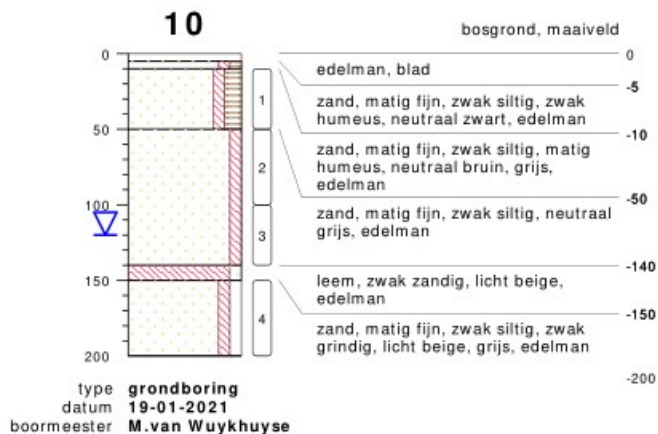 10
bosgrond, maaiveld
0
0
edelman, blad
-5
zand, matig fijn, zwak siltig, zwak
humeus, neutraal zwart, edelman
1
-10
50
zand, matig fijn, zwak siltig, matig
humeus, neutraal bruin, grijs,
edelman
2
-50
100
zand, matig fijn, zwak siltig, neutraal
grijs, edelman
3
-140
150
leem, zwak zandig, licht beige,
edelman
-150
4
zand, matig fijn, zwak siltig, zwak
grindig, licht beige, grijs, edelman
200
-200
type grondboring
datum 19-01-2021
boormeester M.van Wuykhuyse